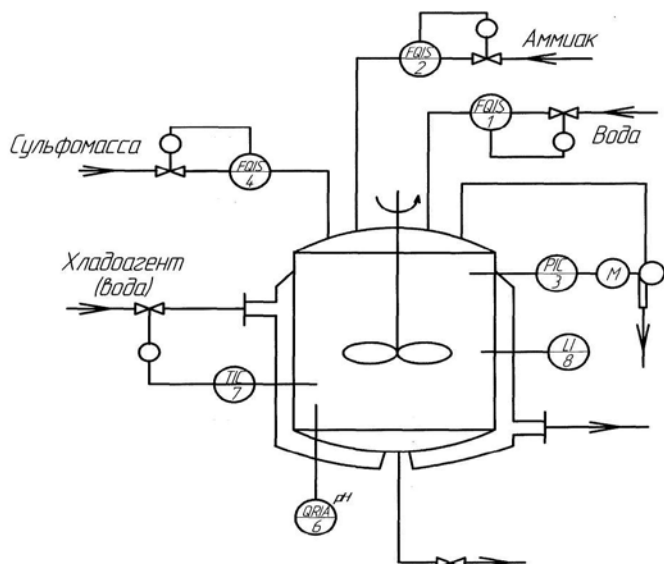 Аммиак
FQIS
2
FQIS
1
Вода
Сульфомасса
FQIS
4
Хладоагент
(вода)
PIC
3
M
LI
8
TIC
7
pH
QRIA
6